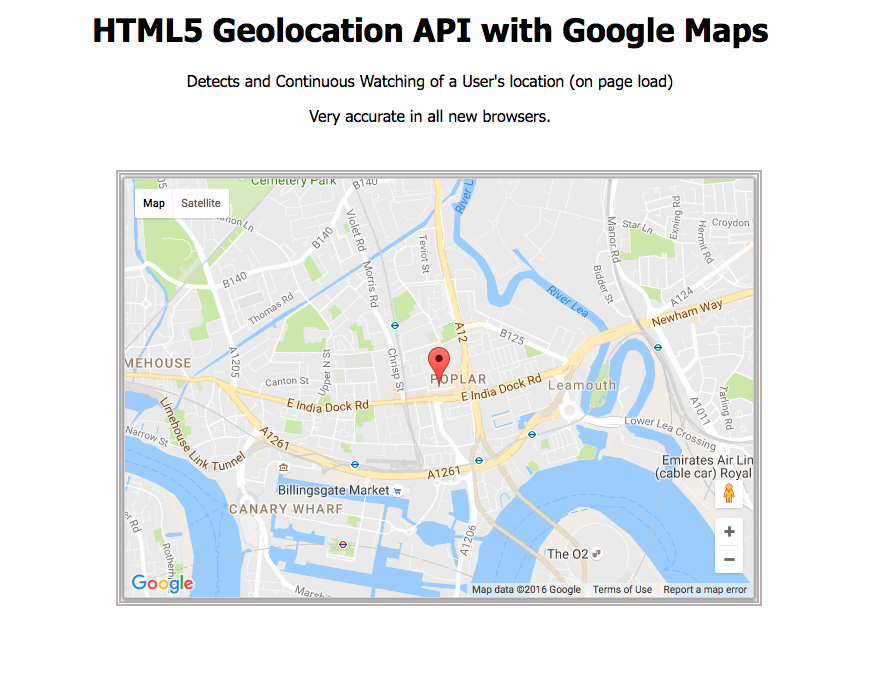 HTML5 Geolocation API with Google Maps
Detects and Continuous Watching of a User's location (on page load)
Very accurate in all new browsers.
Cemetery Park
B140
Map
Satellite
River L
Exning Rd
Violet Rd
Manor Rd
Star Ln
Croydon
Hermit Rd
B140
Teviot St
Morris Rd
Bidder St
B140
River Lea
A124
Thomas Rd
Newham Way
A12
B125
MEHOUSE
A1205
Upper N St
Chrisp St
Canton St
POPLAR
E India Dock Rd
Leamouth
E India Dock Rd
A1011
Tarling Rd
Limehouse Link Tunnel
Lower Lea Crossing
Narrow St
A1261
Emirates Air Lin
(cable car) Royal
A1261
Billingsgate Market
CANARY WHARF
A1206
The O2
Rotherh
Marsh
+
−
Google
Map data ©2016 Google
Terms of Use
Report a map error